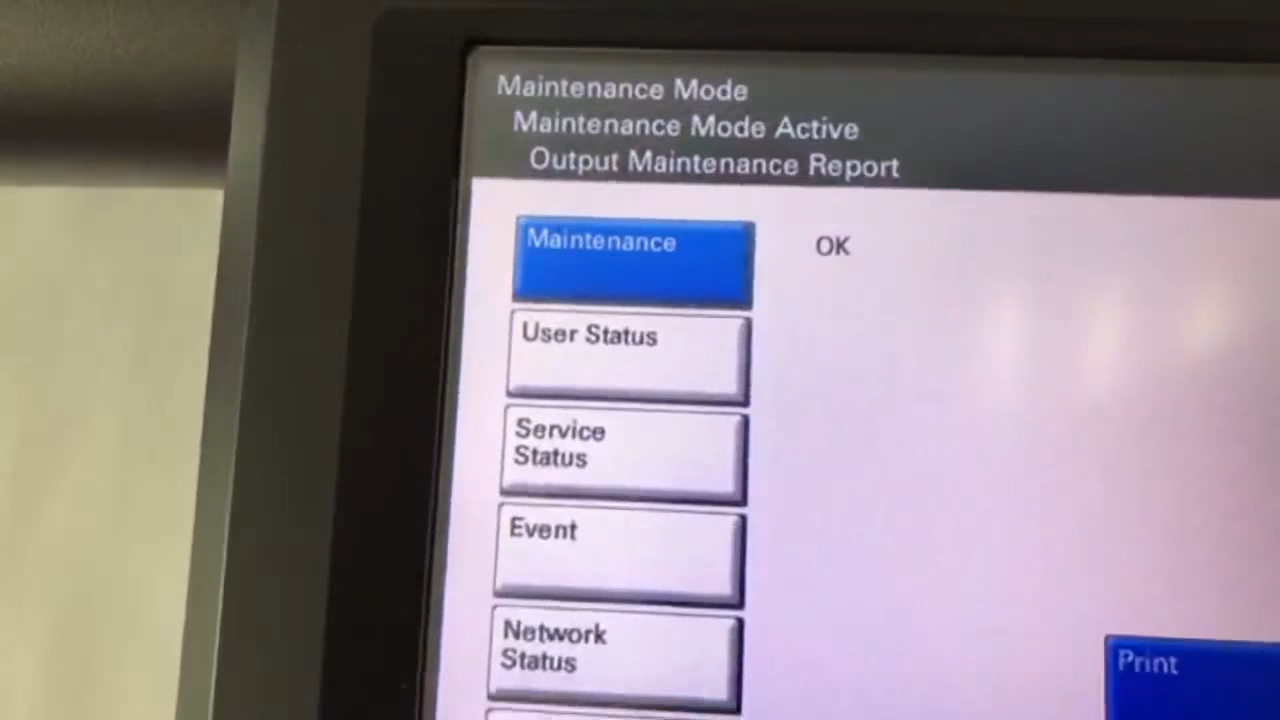 Maintenance Mode
Maintenance Mode Active
Output Maintenance Report
Maintenance
OK
User Status
Service
Status
Event
Network
Status
Print